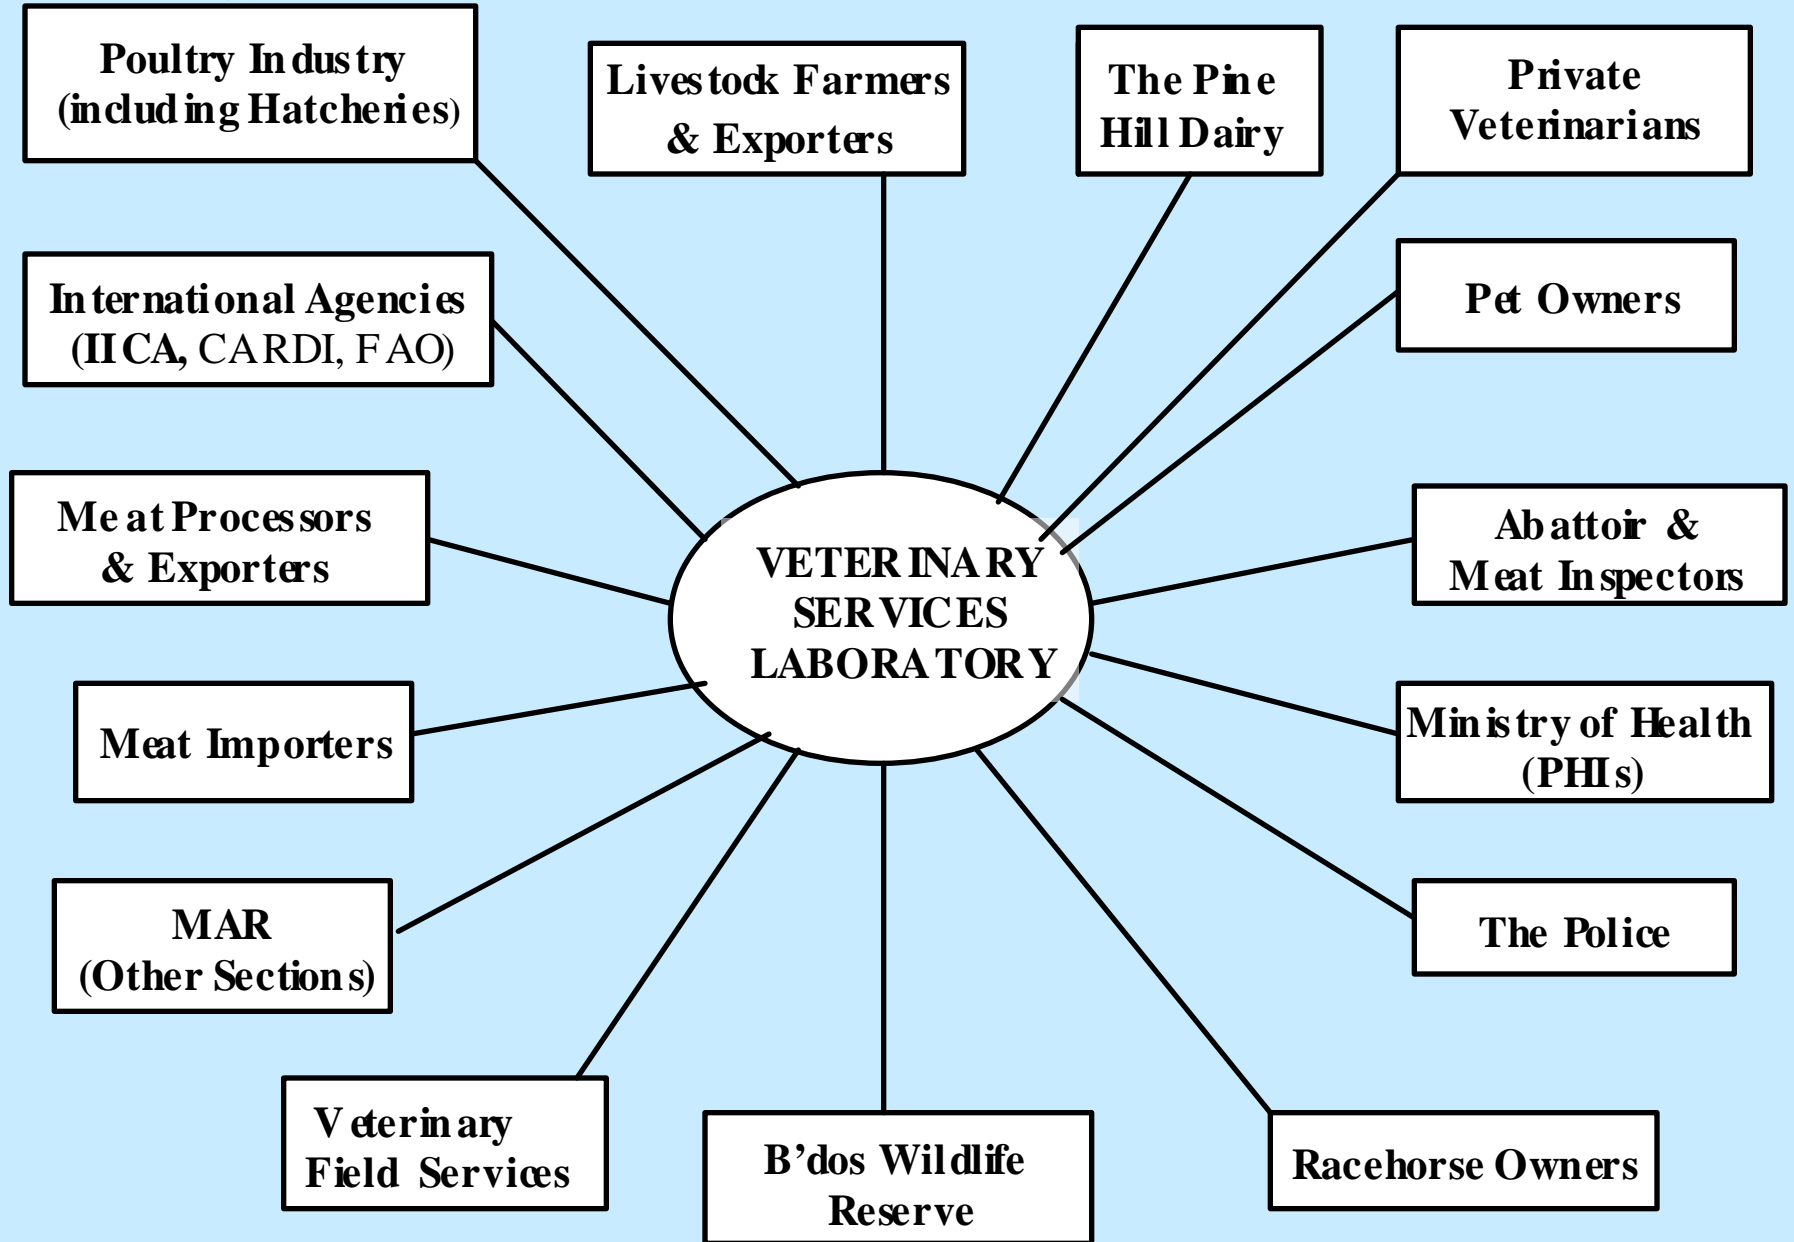 Poultry Industry
(including Hatcheries)
Livestock Farmers
& Exporters
The Pine
Hill Dairy
Private
Veterinarians
International Agencies
(IICA, CARDI, FAO)
Pet Owners
Meat Processors
& Exporters
VETERINARY
SERVICES
LABORATORY
Abattoir &
Meat Inspectors
Meat Importers
Ministry of Health
(PHIs)
MAR
(Other Sections)
The Police
Veterinary
Field Services
B’dos Wildlife
Reserve
Racehorse Owners